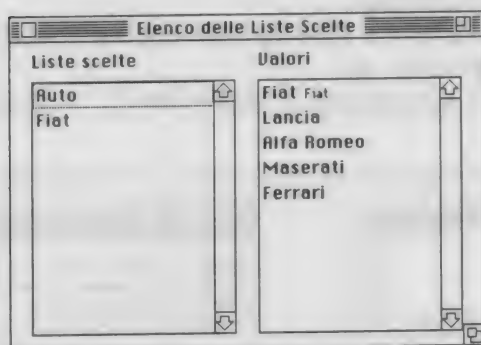 Elenco delle Liste Scelte
Liste scelte
Auto
Fiat
Valori
Fiat Fiat
Lancia
Alfa Romeo
Maserati
Ferrari